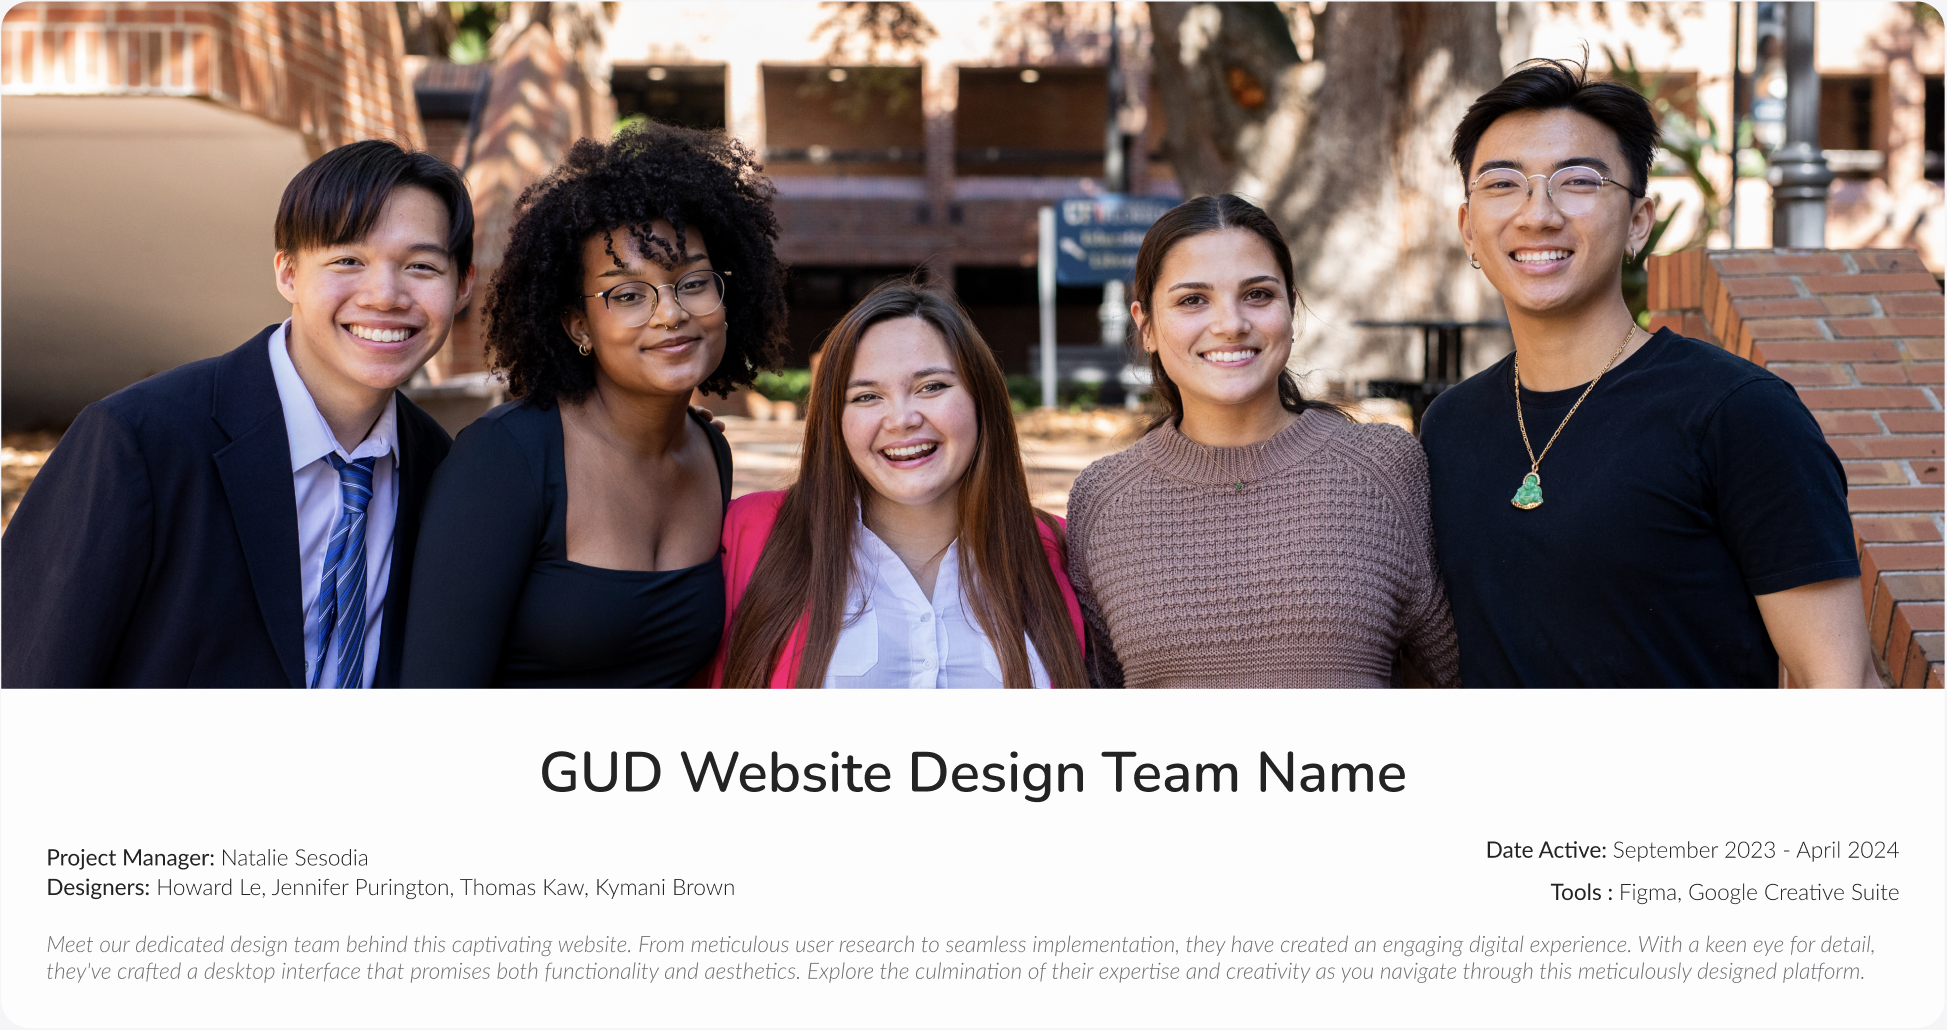 GUD Website Design Team Name
Project Manager: Natalie Sesodia
Designers: Howard Le, Jennifer Purington, Thomas Kaw, Kymani Brown
Date Active: September 2023 - April 2024
Tools : Figma, Google Creative Suite
Meet our dedicated design team behind this captivating website. From meticulous user research to seamless implementation, they have created an engaging digital experience. With a keen eye for detail,
they've crafted a desktop interface that promises both functionality and aesthetics. Explore the culmination of their expertise and creativity as you navigate through this meticulously designed platform.